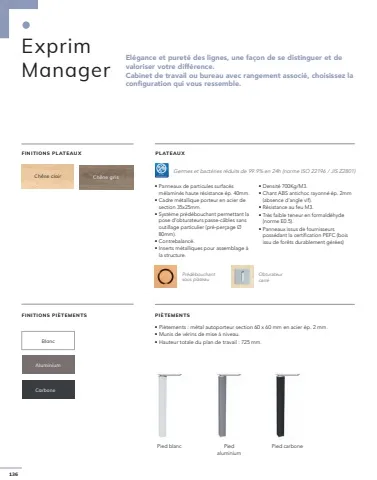 Exprim
Manager
Elégance et pureté des lignes, une façon de se distinguer et de
valoriser votre différence.
Cabinet de travail ou bureau avec rangement associé, choisissez la
configuration qui vous ressemble.
FINITIONS PLATEAUX
Chêne clair
Chêne gris
PLATEAUX
Germes et bactéries réduits de 99.9% en 24h (norme ISO 22196 / JIS Z2801)
• Panneaux de particules surfacés
mélaminés haute résistance ép. 40mm.
• Cadre métallique porteur en acier de
section 35x25mm.
• Système prédébouchant permettant la
pose d'obturateurs passe-câbles sans
outillage particulier (pré-perçage Ø
80mm).
• Contrebalancé.
• Inserts métalliques pour assemblage à
la structure.
• Densité 700Kg/M3.
• Chant ABS antichoc rayonné ép. 2mm
(absence d'angle vif).
• Résistance au feu M3.
• Très faible teneur en formaldéhyde
(norme E0.5)
• Panneaux issus de fournisseurs
possédant la certification PEFC (bois
issu de forêts durablement gérées)
Prédébouchant
sous plateau
Obturateur
carré
FINITIONS PIÈTEMENTS
Blanc
Aluminium
Carbone
PIÈTEMENTS
• Piètements : métal autoporteur section 60 x 60 mm en acier ép. 2 mm.
• Munis de vérins de mise à niveau.
• Hauteur totale du plan de travail : 725 mm.
Pied blanc
Pied
aluminium
Pied carbone
136